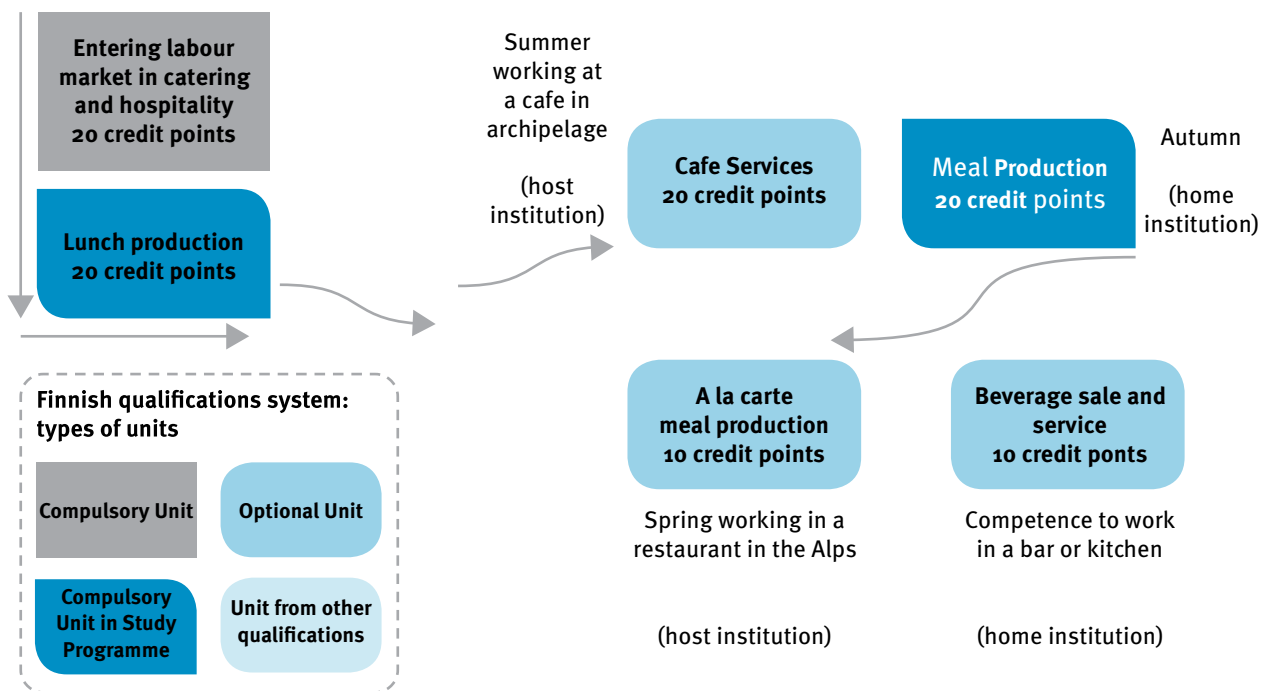 Entering labour
market in catering
and hospitality
20 credit points
Lunch production
20 credit points
Summer
working at
a cafe in
archipelage
(host
institution)
Cafe Services
20 credit points
Meal Production
20 credit points
Autumn
(home
institution)
A la carte
meal production
10 credit points
Spring working in a
restaurant in the Alps
(host institution)
Beverage sale and
service
10 credit ponts
Competence to work
in a bar or kitchen
(home institution)
Finnish qualifications system:
types of units
Compulsory Unit
Optional Unit
Compulsory
Unit in Study
Programme
Unit from other
qualifications